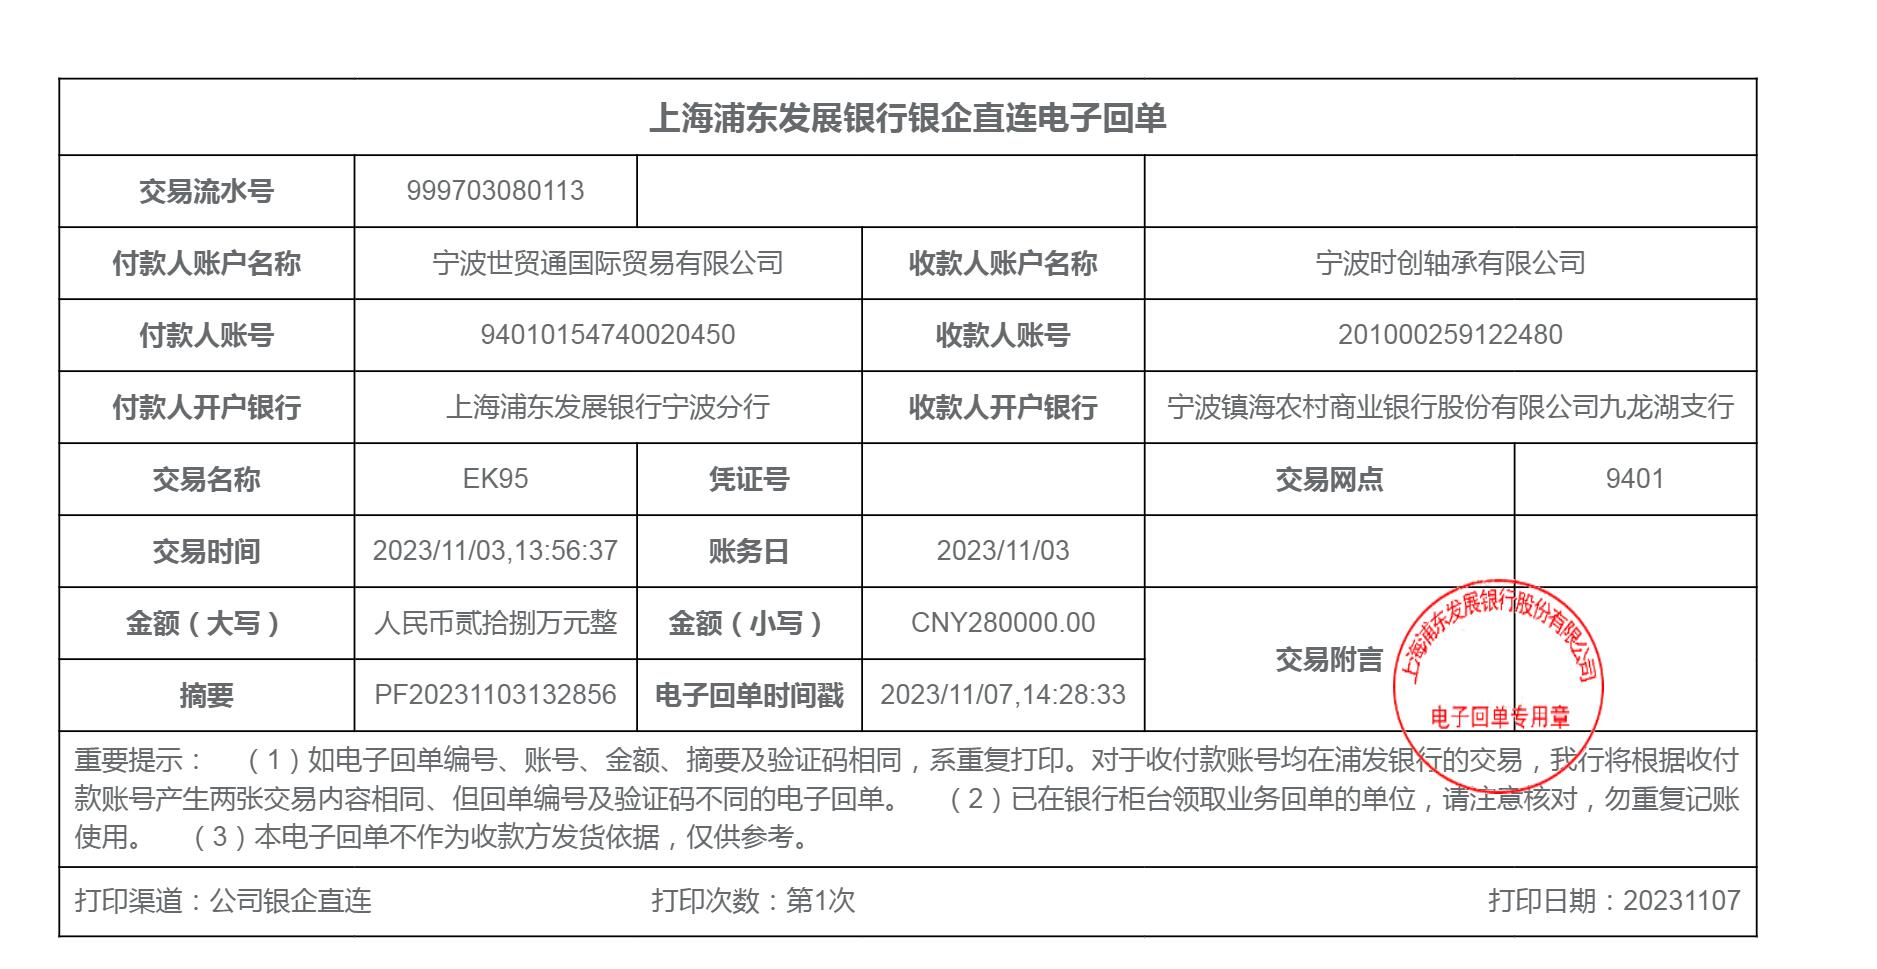 上海浦东发展银行银企直连电子回单
交易流水号 999703080113
付款人账户名称 宁波世贸通国际贸易有限公司 收款人账户名称 宁波时创轴承有限公司
付款人账号 94010154740020450 收款人账号 201000259122480
付款人开户银行 上海浦东发展银行宁波分行 收款人开户银行 宁波镇海农村商业银行股份有限公司九龙湖支行
交易名称 EK95 凭证号 交易网点 9401
交易时间 2023/11/03,13:56:37 账务日 2023/11/03
金额（大写） 人民币贰拾捌万元整 金额（小写） CNY280000.00
交易附言
上海浦东发展银行股份有限公司
电子回单专用章
摘要 PF20231103132856 电子回单时间戳 2023/11/07,14:28:33
重要提示： （1）如电子回单编号、账号、金额、摘要及验证码相同，系重复打印。对于收付款账号均在浦发银行的交易，我行将根据收付
款账号产生两张交易内容相同、但回单编号及验证码不同的电子回单。 （2）已在银行柜台领取业务回单的单位，请注意核对，勿重复记账
使用。 （3）本电子回单不作为收款方发货依据，仅供参考。
打印渠道：公司银企直连 打印次数：第1次 打印日期：20231107